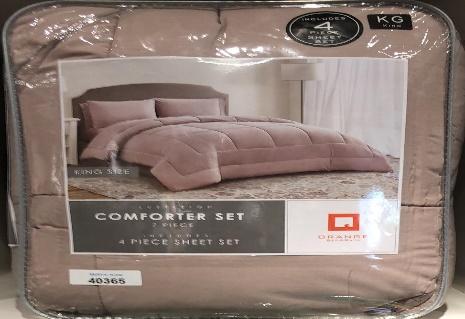 INCLUDES
4
PIECE
SHEET
SET
KG
KING
KING SIZE
COMFORTER SET
7 PIECE
INCLUDES
4 PIECE SHEET SET
ORANGE
40365